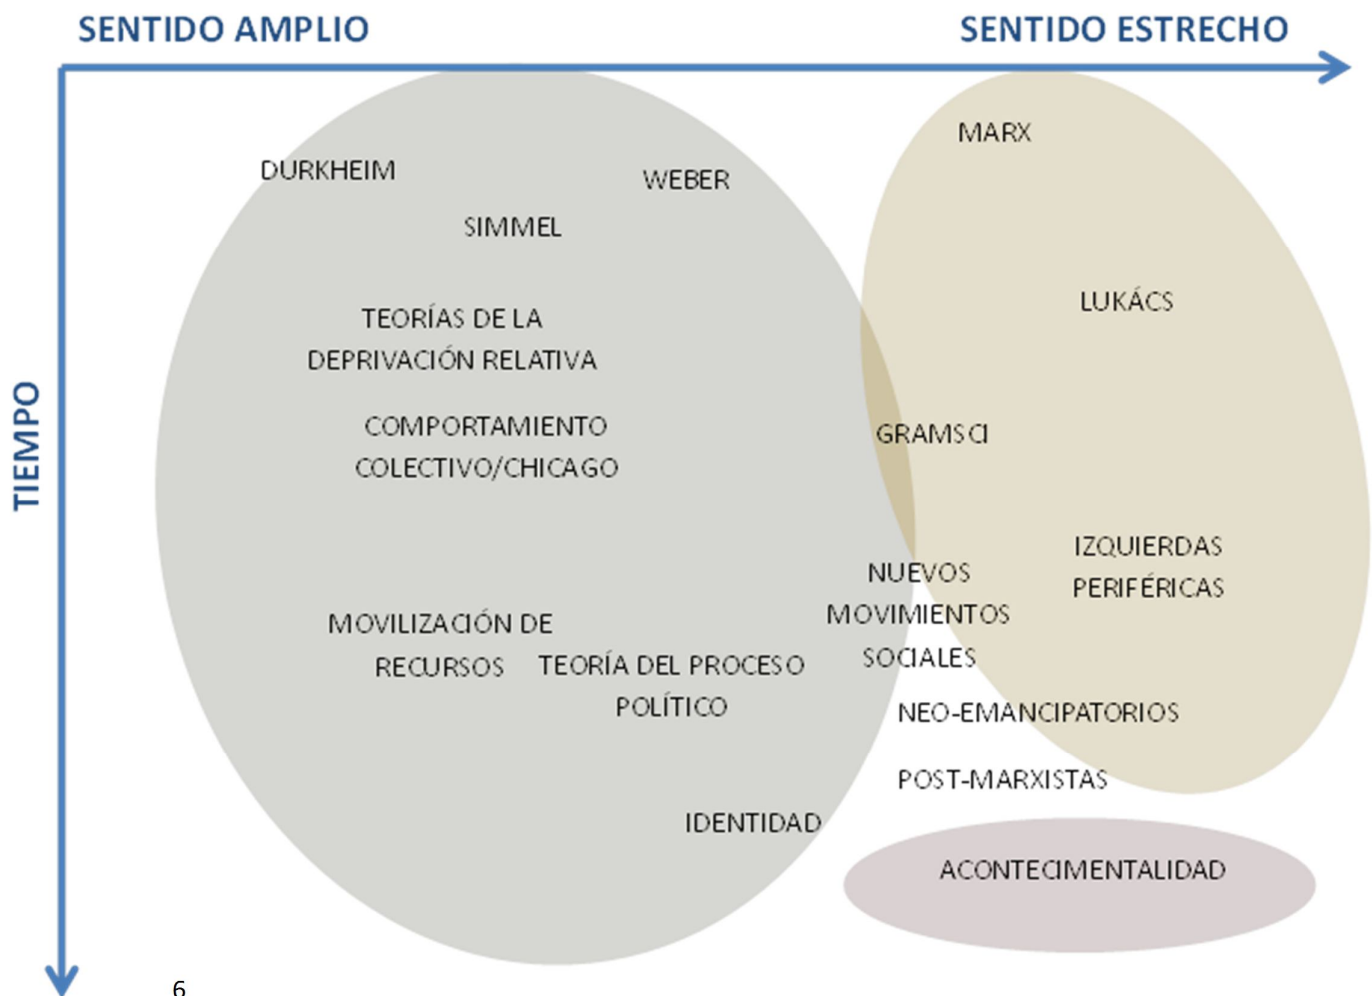 SENTIDO AMPLIO
SENTIDO ESTRECHO
TIEMPO
MARX
DURKHEIM
WEBER
SIMMEL
LUKÁCS
TEORÍAS DE LA
DEPRIVACIÓN RELATIVA
COMPORTAMIENTO
COLECTIVO/CHICAGO
GRAMSCI
IZQUIERDAS
PERIFÉRICAS
NUEVOS
MOVIMIENTOS
SOCIALES
MOVILIZACIÓN DE
RECURSOS
TEORÍA DEL PROCESO
POLÍTICO
NEO-EMANCIPATORIOS
POST-MARXISTAS
IDENTIDAD
ACONTECIMENTALIDAD
6